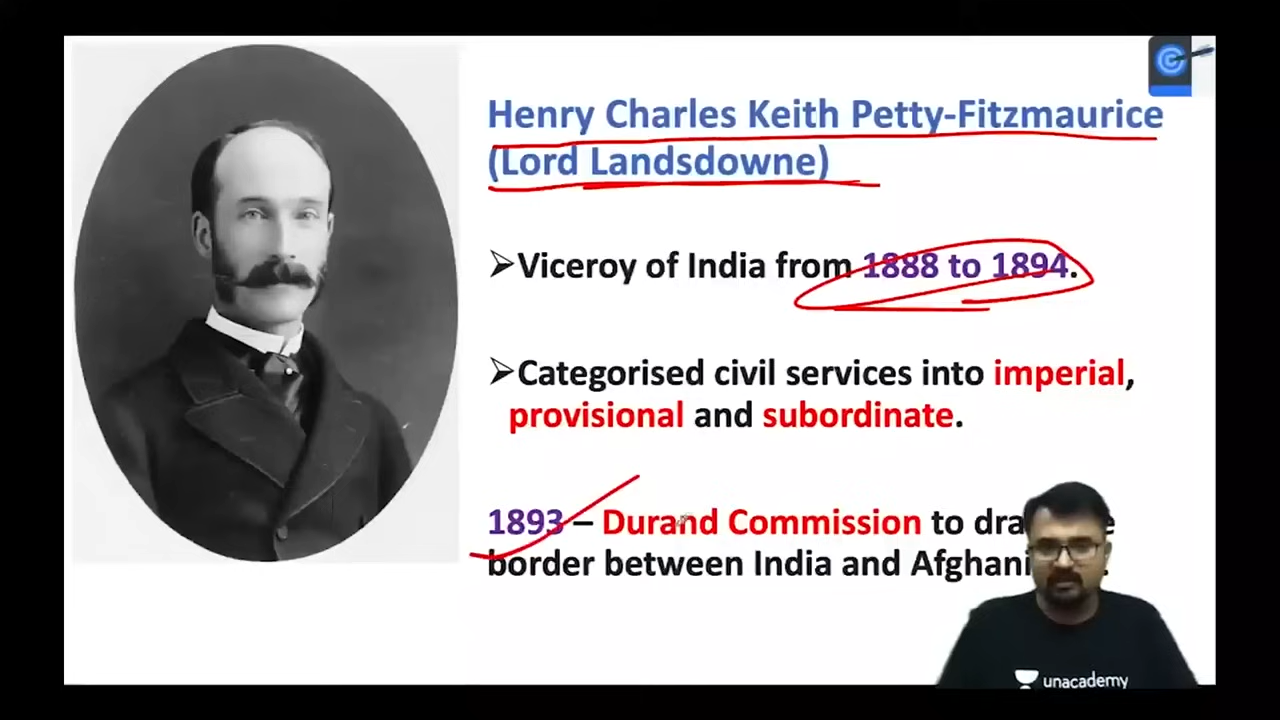 Henry Charles Keith Petty-Fitzmaurice
(Lord Landsdowne)
➢Viceroy of India from 1888 to 1894.
➢Categorised civil services into imperial,
provisional and subordinate.
1893 – Durand Commission to dra e
border between India and Afghani
unacademy